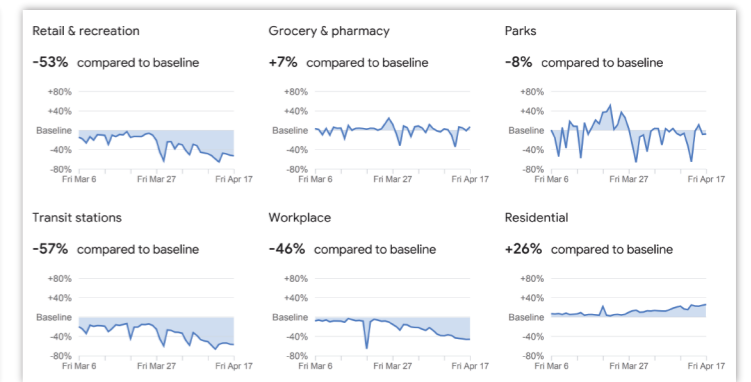 Retail & recreation
-53% compared to baseline
+80%
+40%
Baseline
-40%
-80%
Fri Mar 6 Fri Mar 27 Fri Apr 17
Grocery & pharmacy
+7% compared to baseline
+80%
+40%
Baseline
-40%
-80%
Fri Mar 6 Fri Mar 27 Fri Apr 17
Parks
-8% compared to baseline
+80%
+40%
Baseline
-40%
-80%
Fri Mar 6 Fri Mar 27 Fri Apr 17
Transit stations
-57% compared to baseline
+80%
+40%
Baseline
-40%
-80%
Fri Mar 6 Fri Mar 27 Fri Apr 17
Workplace
-46% compared to baseline
+80%
+40%
Baseline
-40%
-80%
Fri Mar 6 Fri Mar 27 Fri Apr 17
Residential
+26% compared to baseline
+80%
+40%
Baseline
-40%
-80%
Fri Mar 6 Fri Mar 27 Fri Apr 17